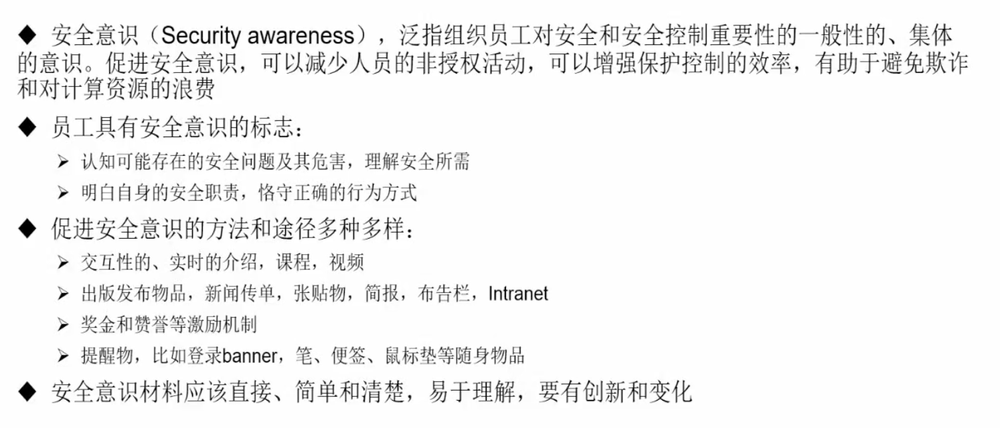 ◆ 安全意识（Security awareness），泛指组织员工对安全和安全控制重要性的一般性的、集体
的意识。促进安全意识，可以减少人员的非授权活动，可以增强保护控制的效率，有助于避免欺诈
和对计算资源的浪费
◆ 员工具有安全意识的标志：
➢ 认知可能存在的安全问题及其危害，理解安全所需
➢ 明白自身的安全职责，恪守正确的行为方式
◆ 促进安全意识的方法和途径多种多样：
➢ 交互性的、实时的介绍，课程，视频
➢ 出版发布物品，新闻传单，张贴物，简报，布告栏，Intranet
➢ 奖金和赞誉等激励机制
➢ 提醒物，比如登录banner，笔、便签、鼠标垫等随身物品
◆ 安全意识材料应该直接、简单和清楚，易于理解，要有创新和变化